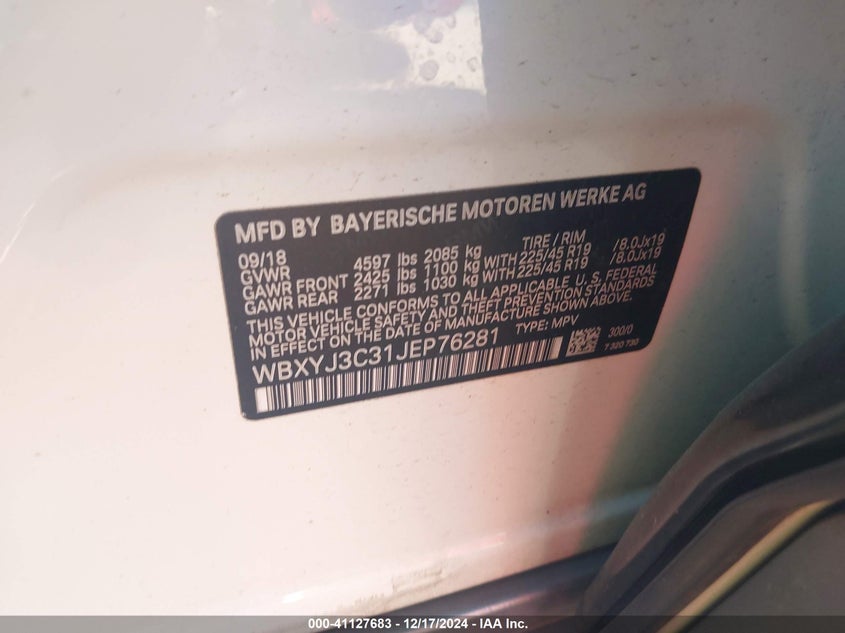 MFD BY BAYERISCHE MOTOREN WERKE AG
09/18 TIRE / RIM
GVWR 4597 lbs 2085 kg
GAWR FRONT 2425 lbs 1100 kg WITH 225/45 R19 /8.0Jx19
GAWR REAR 2271 lbs 1030 kg WITH 225/45 R19 /8.0Jx19
THIS VEHICLE CONFORMS TO ALL APPLICABLE U. S. FEDERAL
MOTOR VEHICLE SAFETY AND THEFT PREVENTION STANDARDS
IN EFFECT ON THE DATE OF MANUFACTURE SHOWN ABOVE.
WBXYJ3C31JEP76281 TYPE: MPV
300/0
7 320 730
000-41127683 - 12/17/2024 - IAA Inc.